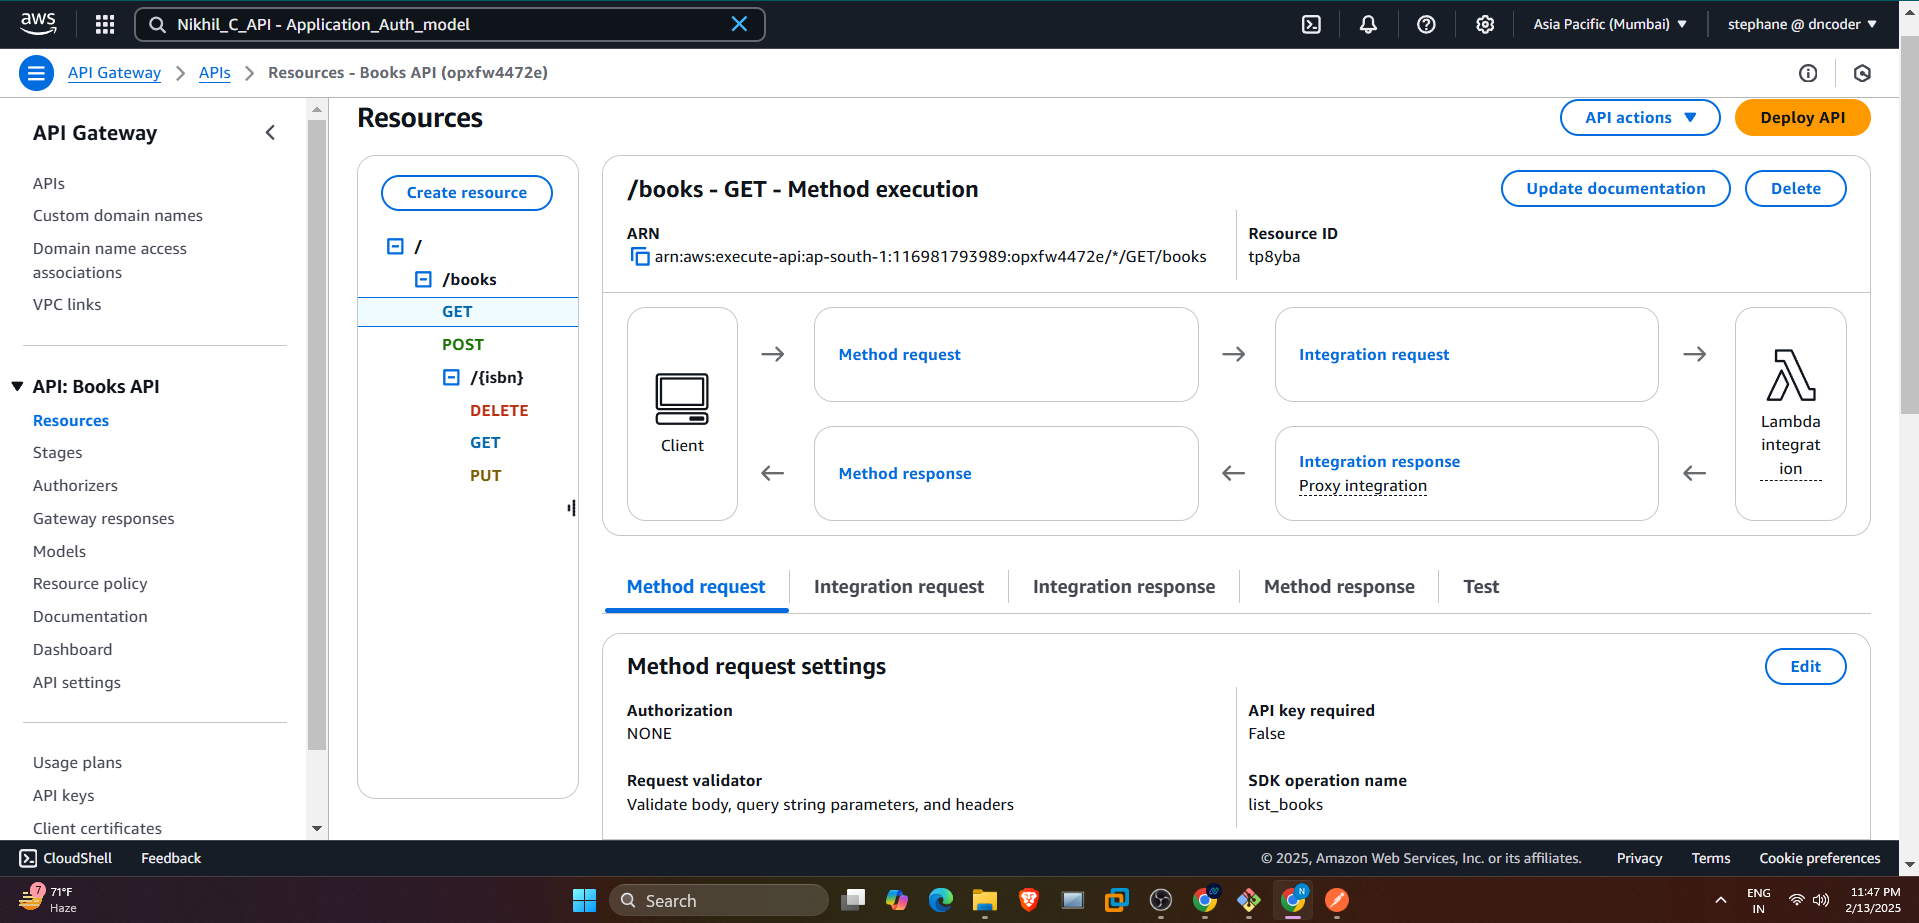 aws
Nikhil_C_API - Application_Auth_model
Asia Pacific (Mumbai)
stephane @ dncoder
API Gateway
APIs
Resources - Books API (opxfw4472e)
API Gateway
APIs
Custom domain names
Domain name access
associations
VPC links
API: Books API
Resources
Stages
Authorizers
Gateway responses
Models
Resource policy
Documentation
Dashboard
API settings
Usage plans
API keys
Client certificates
Resources
API actions
Deploy API
Create resource
/
/books
GET
POST
/{isbn}
DELETE
GET
PUT
/books - GET - Method execution
Update documentation
Delete
ARN
arn:aws:execute-api:ap-south-1:116981793989:opxfw4472e/*/GET/books
Resource ID
tp8yba
Client
Method request
Integration request
Method response
Integration response
Proxy integration
Lambda
integrat
ion
Method request
Integration request
Integration response
Method response
Test
Method request settings
Edit
Authorization
NONE
API key required
False
Request validator
Validate body, query string parameters, and headers
SDK operation name
list_books
CloudShell
Feedback
© 2025, Amazon Web Services, Inc. or its affiliates.
Privacy
Terms
Cookie preferences
7
71°F
Haze
Search
N
ENG
IN
11:47 PM
2/13/2025